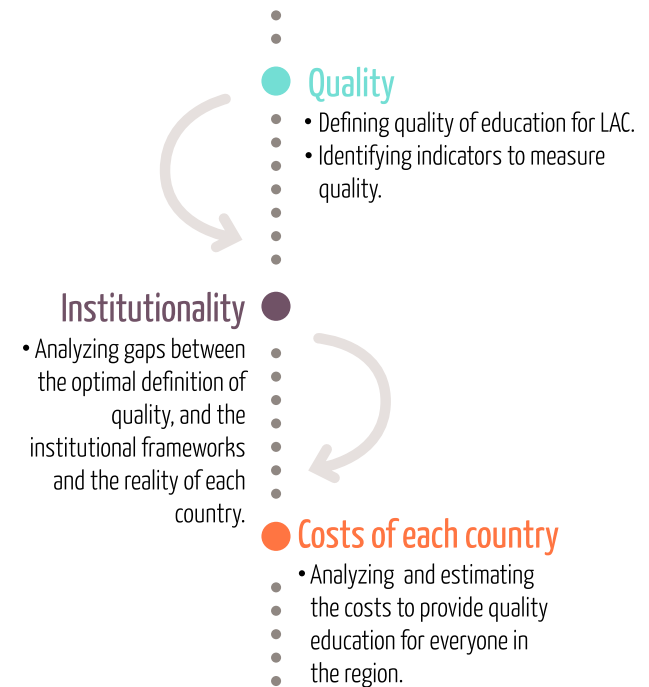 Quality
• Defining quality of education for LAC.
• Identifying indicators to measure
quality.
Institutionality
• Analyzing gaps between
the optimal definition of
quality, and the
institutional frameworks
and the reality of each
country.
Costs of each country
• Analyzing and estimating
the costs to provide quality
education for everyone in
the region.